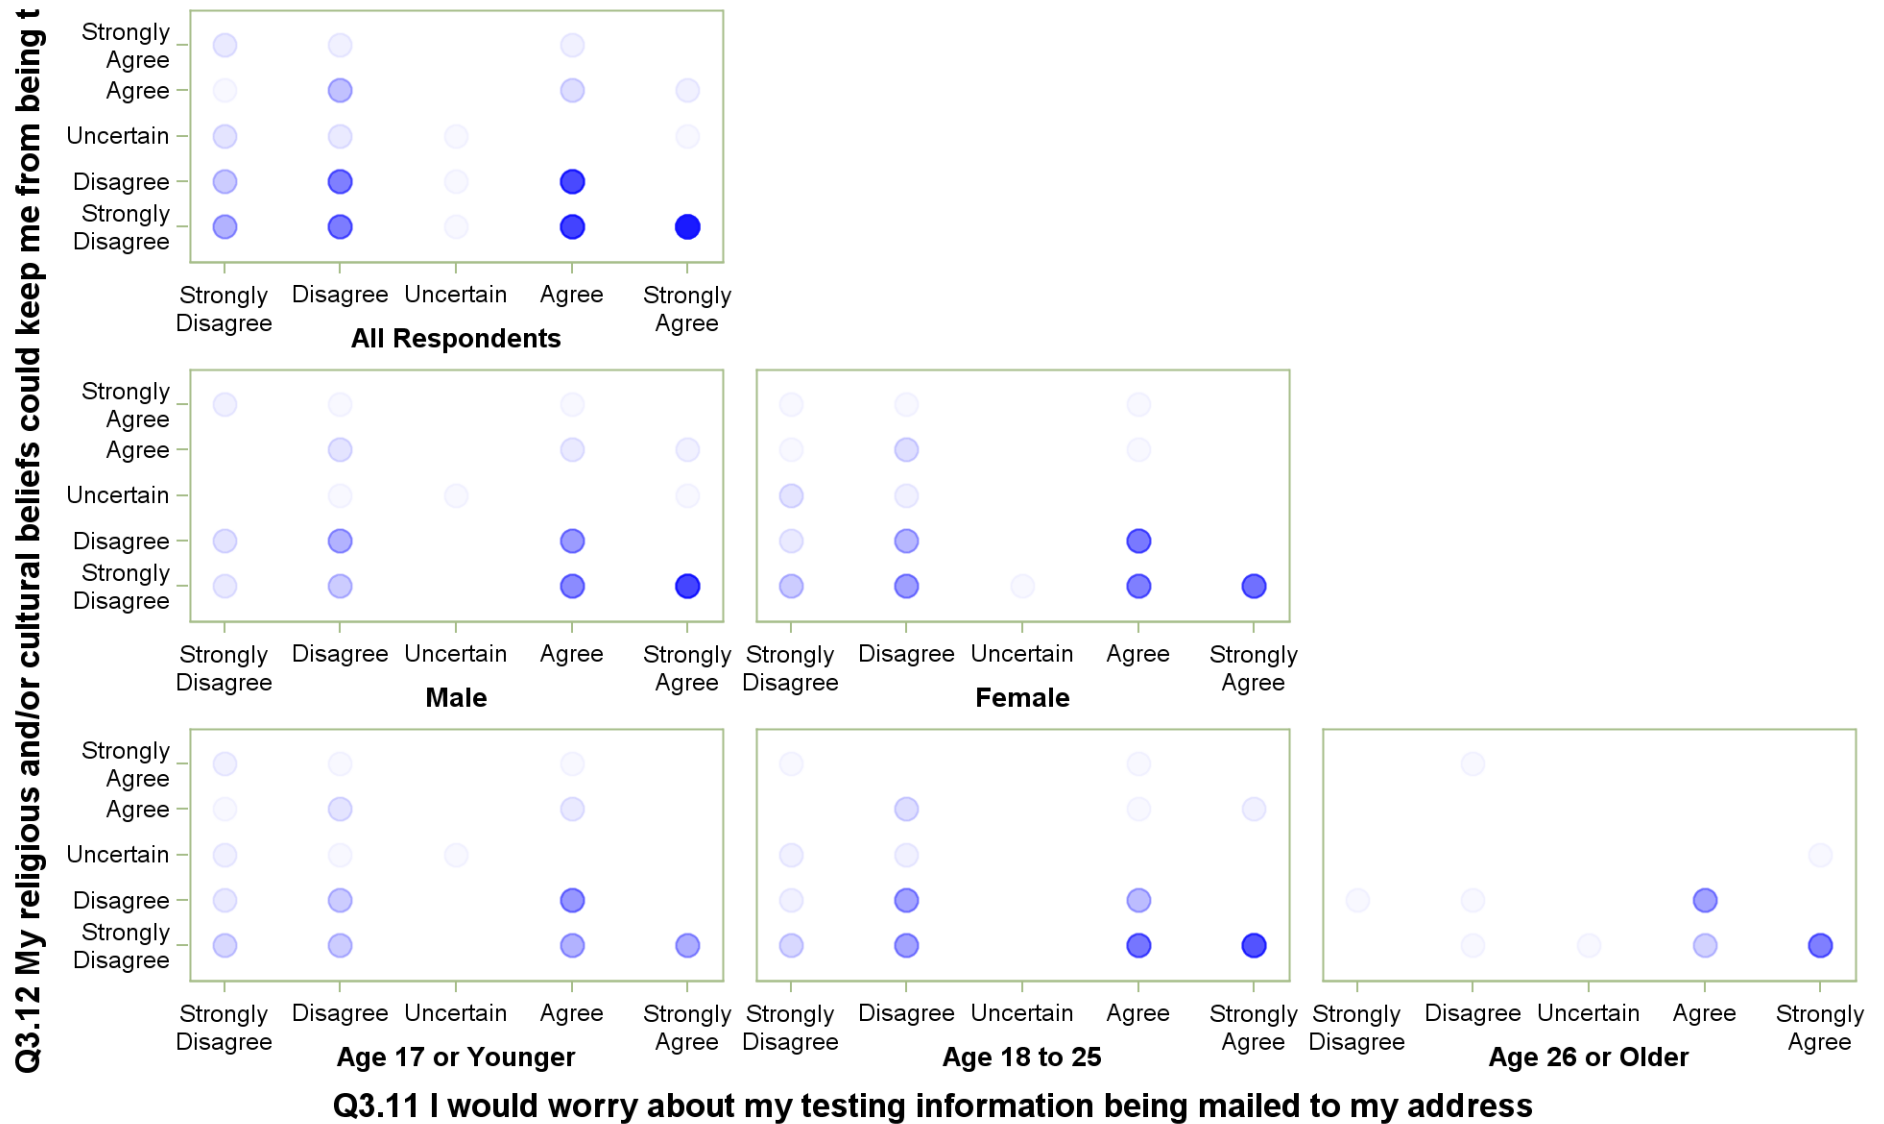 Q3.12 My religious and/or cultural beliefs could keep me from being t
Strongly
Agree
Agree
Uncertain
Disagree
Strongly
Disagree
Strongly Disagree Uncertain Agree Strongly
Disagree Agree
All Respondents
Strongly
Agree
Agree
Uncertain
Disagree
Strongly
Disagree
Strongly Disagree Uncertain Agree Strongly Strongly Disagree Uncertain Agree Strongly
Disagree Agree Disagree Agree
Male Female
Strongly
Agree
Agree
Uncertain
Disagree
Strongly
Disagree
Strongly Disagree Uncertain Agree Strongly Strongly Disagree Uncertain Agree Strongly Strongly Disagree Uncertain Agree Strongly
Disagree Agree Disagree Agree Disagree Agree
Age 17 or Younger Age 18 to 25 Age 26 or Older
Q3.11 I would worry about my testing information being mailed to my address